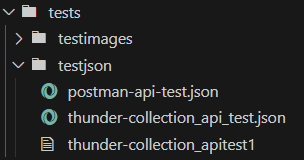 tests
testimages
testjson
postman-api-test.json
thunder-collection_api_test.json
thunder-collection_apitest1